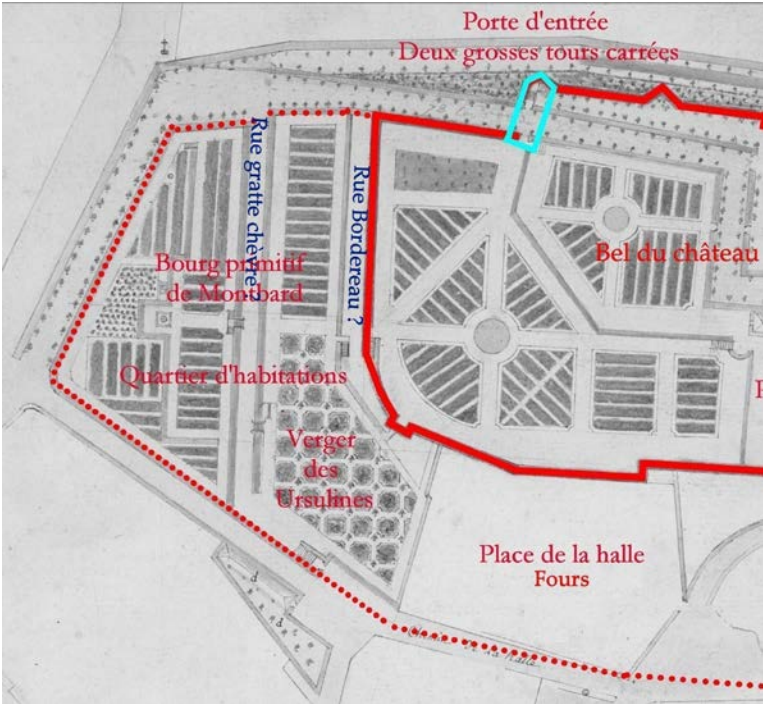 Porte d'entrée
Deux grosses tours carrées
Rue gratte chèvre ?
Rue Bordereau ?
Bel du château
Bourg primitif
de Montbard
Quartier d'habitations
Verger
des
Ursulines
Place de la halle
Fours
d
d